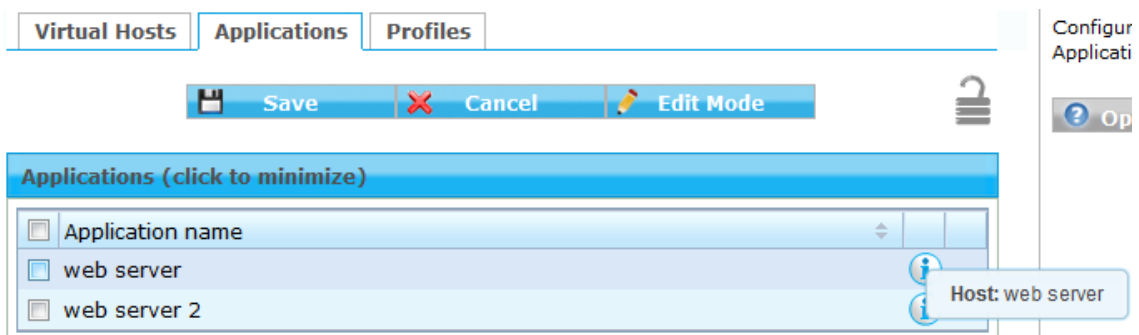 Virtual Hosts Applications Profiles
Configur
Applicati
Save Cancel Edit Mode
Op
Applications (click to minimize)
Application name
web server
Host: web server
web server 2